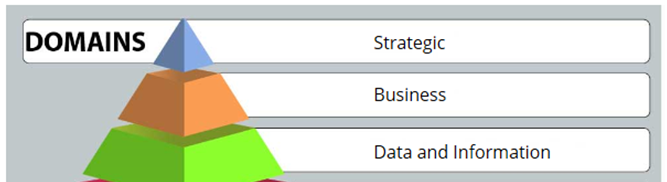 DOMAINS Strategic
Business
Data and Information